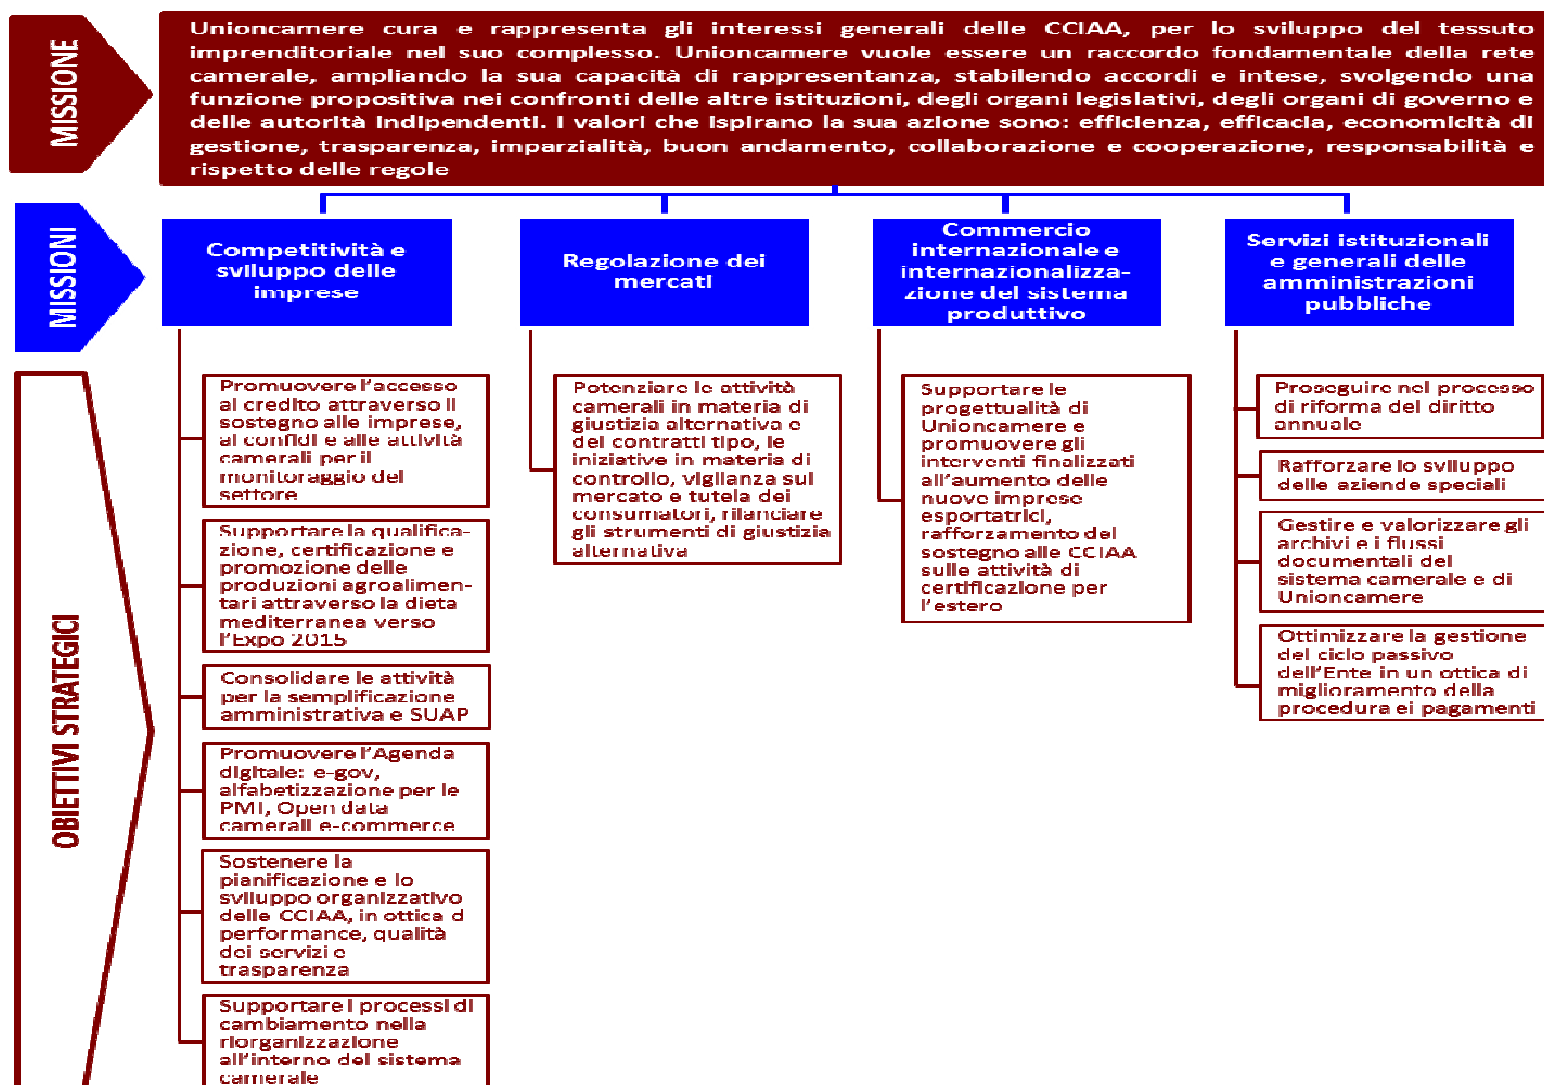 MISSIONE
Unioncamere cura e rappresenta gli interessi generali delle CCIAA, per lo sviluppo del tessuto
imprenditoriale nel suo complesso. Unioncamere vuole essere un raccordo fondamentale della rete
camerale, ampliando la sua capacità di rappresentanza, stabilendo accordi e intese, svolgendo una
funzione propositiva nei confronti delle altre istituzioni, degli organi legislativi, degli organi di governo e
delle autorità indipendenti. I valori che ispirano la sua azione sono: efficienza, efficacia, economicità di
gestione, trasparenza, imparzialità, buon andamento, collaborazione e cooperazione, responsabilità e
rispetto delle regole
MISSIONI
Competitività e
sviluppo delle
imprese
Regolazione dei
mercati
Commercio
internazionale e
internazionalizza-
zione del sistema
produttivo
Servizi istituzionali
e generali delle
amministrazioni
pubbliche
OBIETTIVI STRATEGICI
Promuovere l'accesso
al credito attraverso il
sostegno alle imprese,
ai confidi e alle attività
camerali per il
monitoraggio del
settore
Supportare la qualifica-
zione, certificazione e
promozione delle
produzioni agroalimen-
tari attraverso la dieta
mediterranea verso
l'Expo 2015
Consolidare le attività
per la semplificazione
amministrativa e SUAP
Promuovere l'Agenda
digitale: e-gov,
alfabetizzazione per le
PMI, Open data
camerali e-commerce
Sostenere la
pianificazione e lo
sviluppo organizzativo
delle CCIAA, in ottica d
performance, qualità
dei servizi e
trasparenza
Supportare i processi di
cambiamento nella
riorganizzazione
all'interno del sistema
camerale
Potenziare le attività
camerali in materia di
giustizia alternativa e
dei contratti tipo, le
iniziative in materia di
controllo, vigilanza sul
mercato e tutela dei
consumatori, rilanciare
gli strumenti di giustizia
alternativa
Supportare le
progettualità di
Unioncamere e
promuovere gli
interventi finalizzati
all'aumento delle
nuove imprese
esportatrici,
rafforzamento del
sostegno alle CCIAA
sulle attività di
certificazione per
l'estero
Proseguire nel processo
di riforma del diritto
annuale
Rafforzare lo sviluppo
delle aziende speciali
Gestire e valorizzare gli
archivi e i flussi
documentali del
sistema camerale e di
Unioncamere
Ottimizzare la gestione
del ciclo passivo
dell'Ente in un ottica di
miglioramento della
procedura ei pagamenti